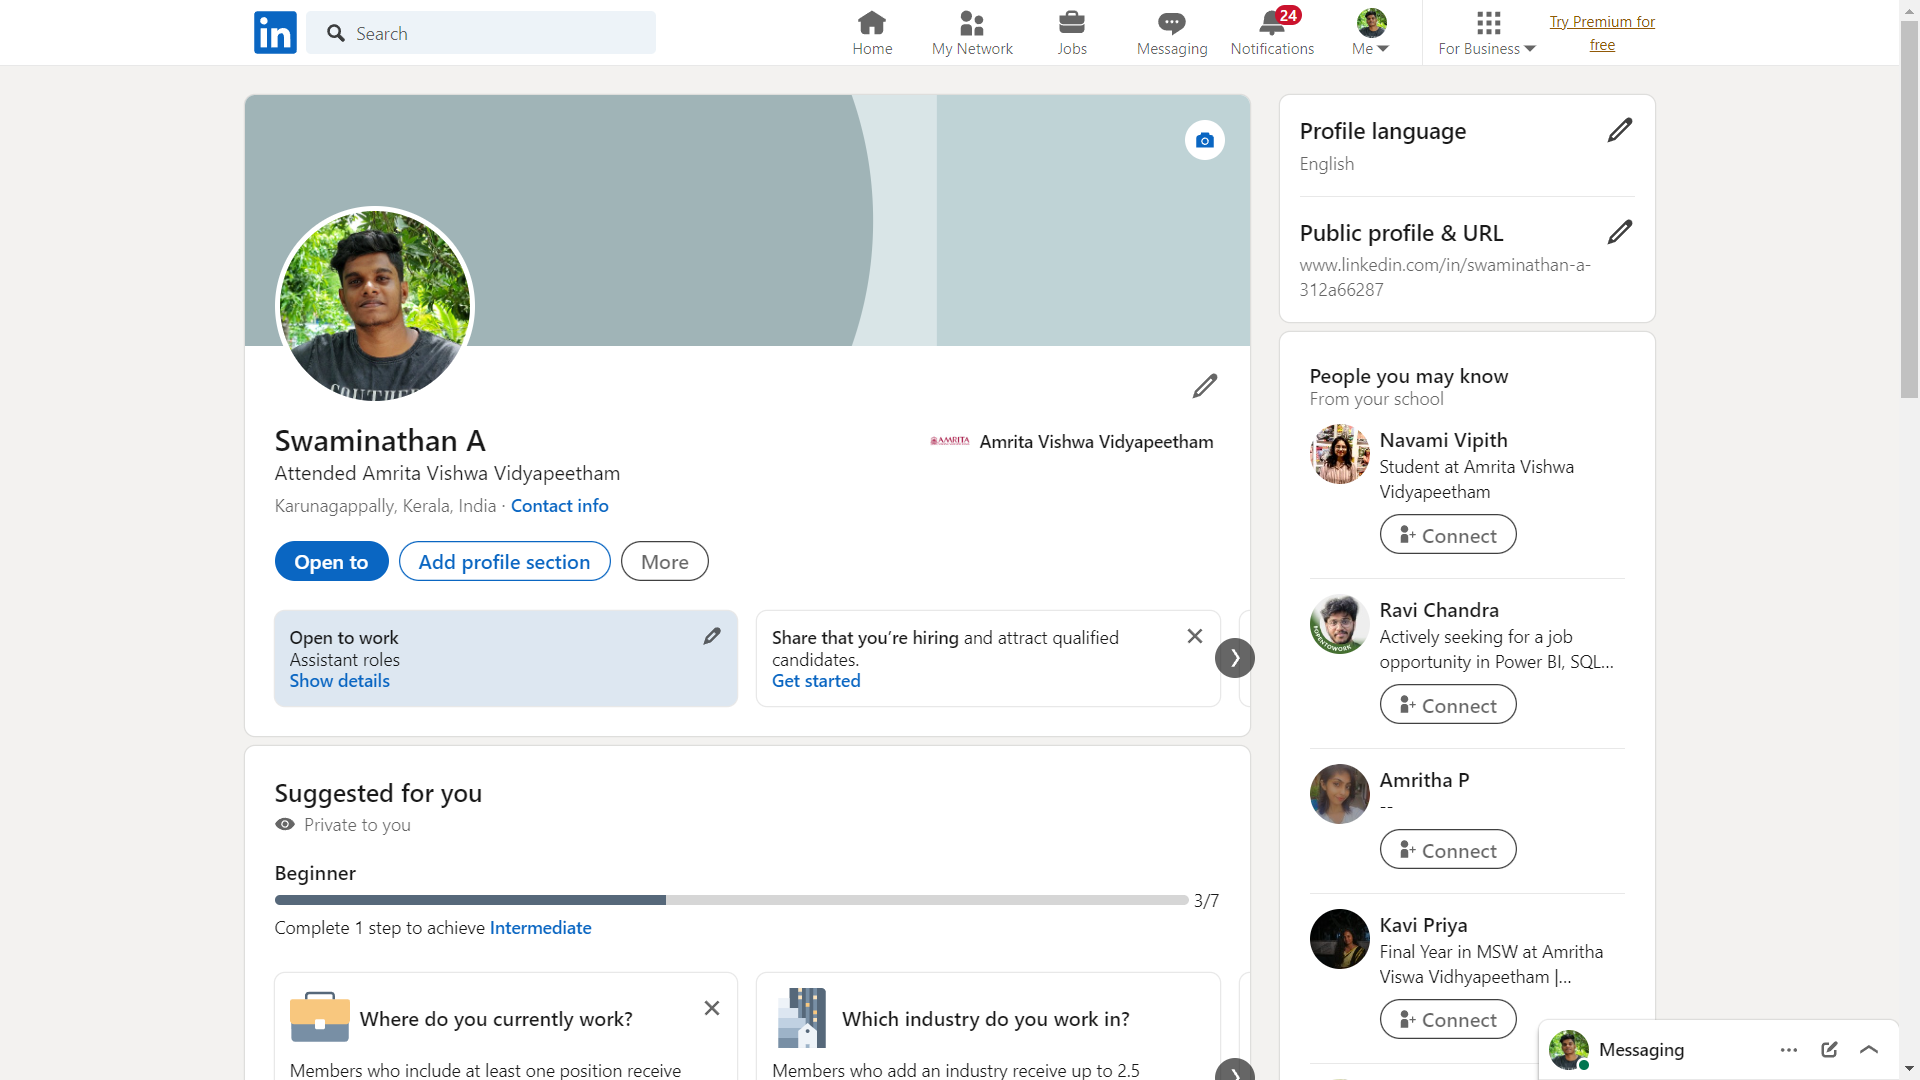 in
Search
Home
My Network
Jobs
Messaging
24
Notifications
Me
For Business
Try Premium for
free
AMRITA
Amrita Vishwa Vidyapeetham
Swaminathan A
Attended Amrita Vishwa Vidyapeetham
Karunagappally, Kerala, India · Contact info
Open to
Add profile section
More
Open to work
Assistant roles
Show details
Share that you’re hiring and attract qualified
candidates.
Get started
Suggested for you
Private to you
Beginner
3/7
Complete 1 step to achieve Intermediate
Where do you currently work?
Members who include at least one position receive
Which industry do you work in?
Members who add an industry receive up to 2.5
Profile language
English
Public profile & URL
www.linkedin.com/in/swaminathan-a-
312a66287
People you may know
From your school
Navami Vipith
Student at Amrita Vishwa
Vidyapeetham
Connect
Ravi Chandra
Actively seeking for a job
opportunity in Power BI, SQL...
#OPENTOWORK
Connect
Amritha P
--
Connect
Kavi Priya
Final Year in MSW at Amritha
Viswa Vidhyapeetham |...
Connect
Messaging